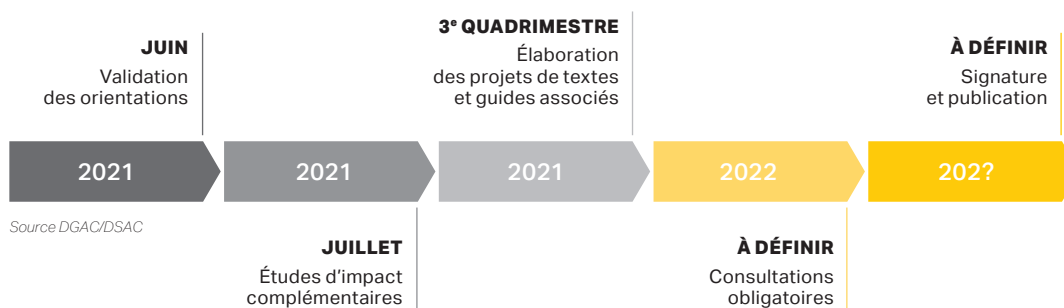 3e QUADRIMESTRE
JUIN
Élaboration
À DÉFINIR
Validation
des projets de textes
Signature
des orientations
et guides associés
et publication
2021
2021
2021
2022
202?
Source DGAC/DSAC
JUILLET
À DÉFINIR
Études d'impact
Consultations
complémentaires
obligatoires